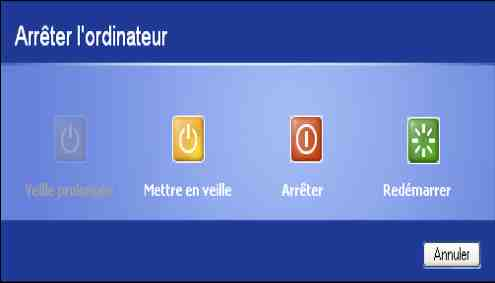 Arrêter l'ordinateur
Veille prolongée
Mettre en veille
Arrêter
Redémarrer
Annuler